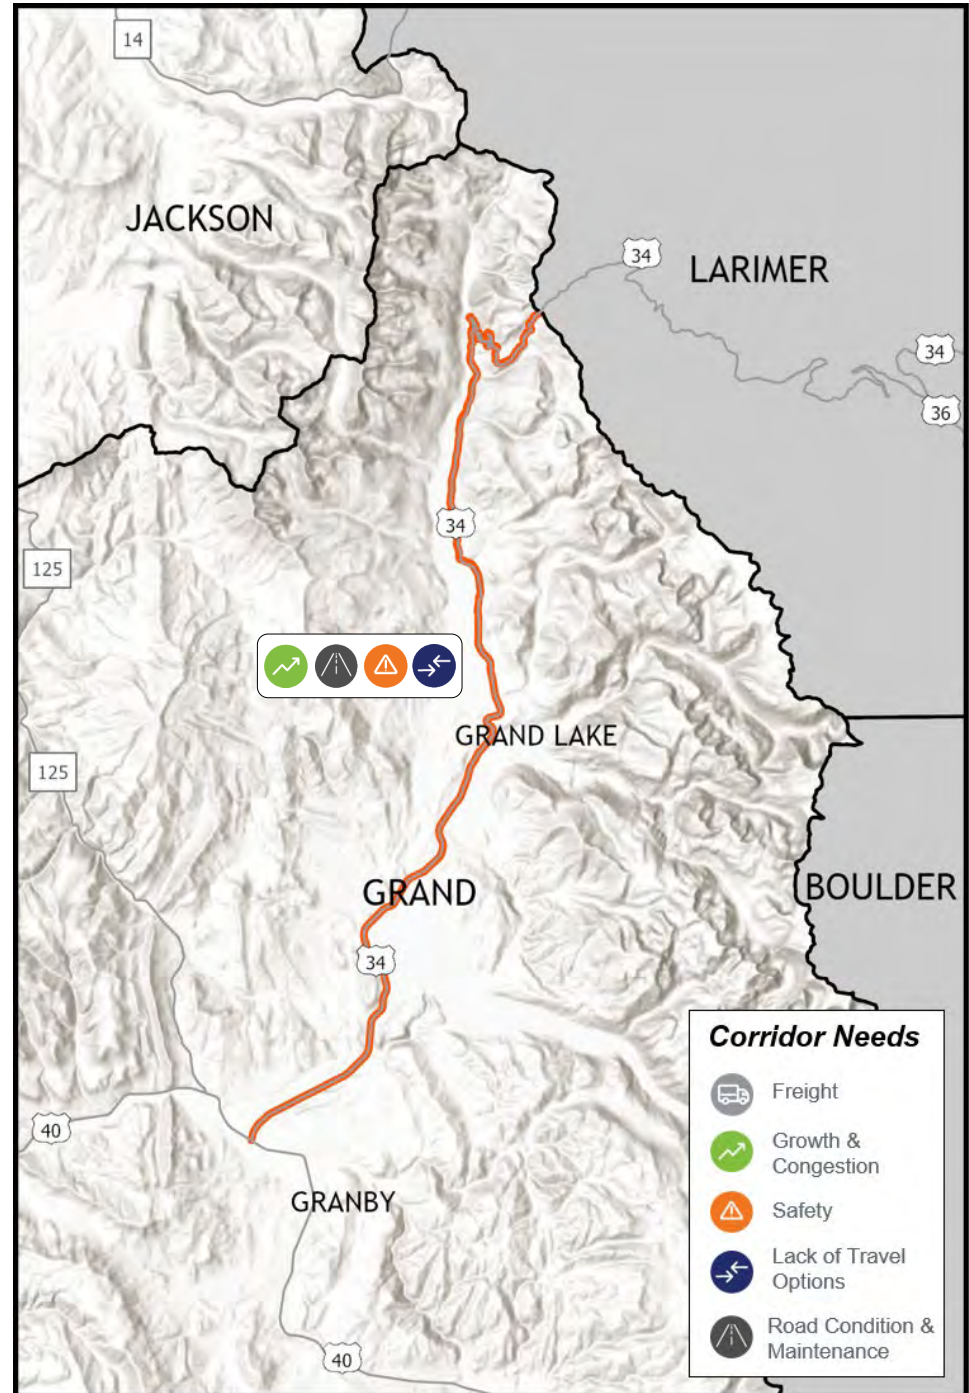 14
JACKSON
34
LARIMER
34
36
34
125
GRAND LAKE
125
GRAND
BOULDER
34
Corridor Needs
Freight
Growth &
Congestion
Safety
Lack of Travel
Options
Road Condition &
Maintenance
40
GRANBY
40